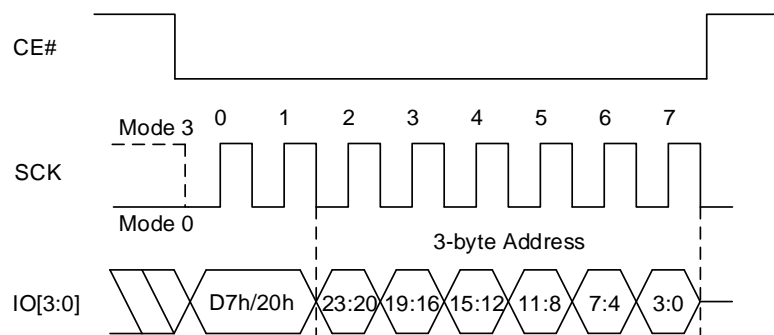 CE#
Mode 3
0 1 2 3 4 5 6 7
SCK
Mode 0
3-byte Address
IO[3:0]
D7h/20h 23:20 19:16 15:12 11:8 7:4 3:0